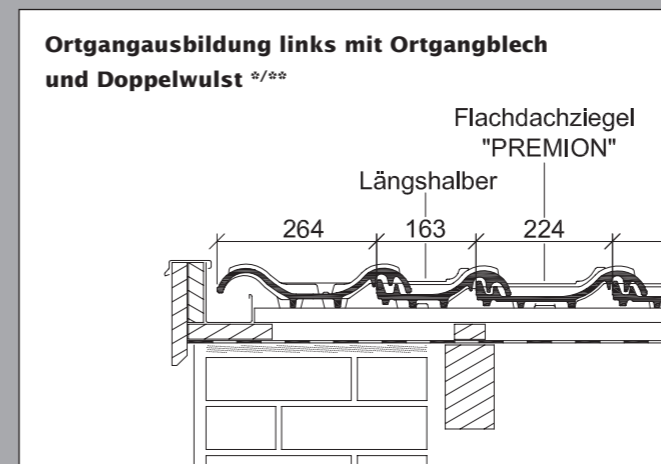 Ortgangausbildung links mit Ortgangblech
und Doppelwulst */**
Flachdachziegel
"PREMION"
Längshalber
264 163 224